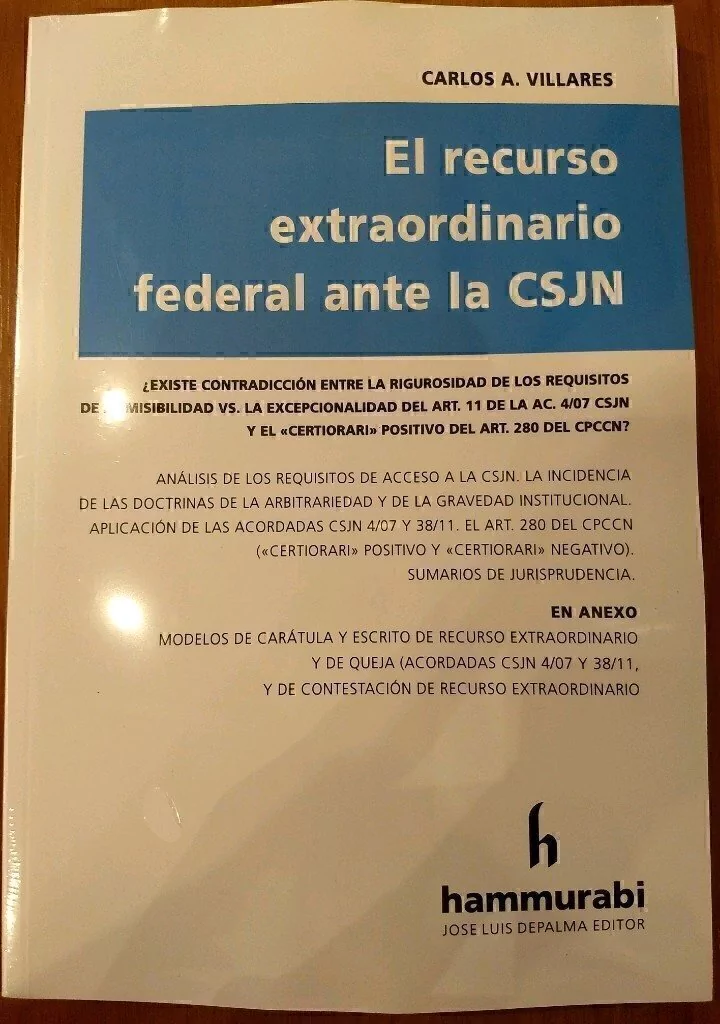 CARLOS A. VILLARES
El recurso
extraordinario
federal ante la CSJN
¿EXISTE CONTRADICCIÓN ENTRE LA RIGUROSIDAD DE LOS REQUISITOS
DE MISIBILIDAD VS. LA EXCEPCIONALIDAD DEL ART. 11 DE LA AC. 4/07 CSJN
Y EL «CERTIORARI» POSITIVO DEL ART. 280 DEL CPCCN?
ANÁLISIS DE LOS REQUISITOS DE ACCESO A LA CSJN. LA INCIDENCIA
DE LAS DOCTRINAS DE LA ARBITRARIEDAD Y DE LA GRAVEDAD INSTITUCIONAL.
APLICACIÓN DE LAS ACORDADAS CSJN 4/07 Y 38/11. EL ART. 280 DEL CPCCN
(«CERTIORARI» POSITIVO Y «CERTIORARI» NEGATIVO).
SUMARIOS DE JURISPRUDENCIA.
EN ANEXO
MODELOS DE CARÁTULA Y ESCRITO DE RECURSO EXTRAORDINARIO
Y DE QUEJA (ACORDADAS CSJN 4/07 Y 38/11,
Y DE CONTESTACIÓN DE RECURSO EXTRAORDINARIO
h
hammurabi
JOSE LUIS DEPALMA EDITOR